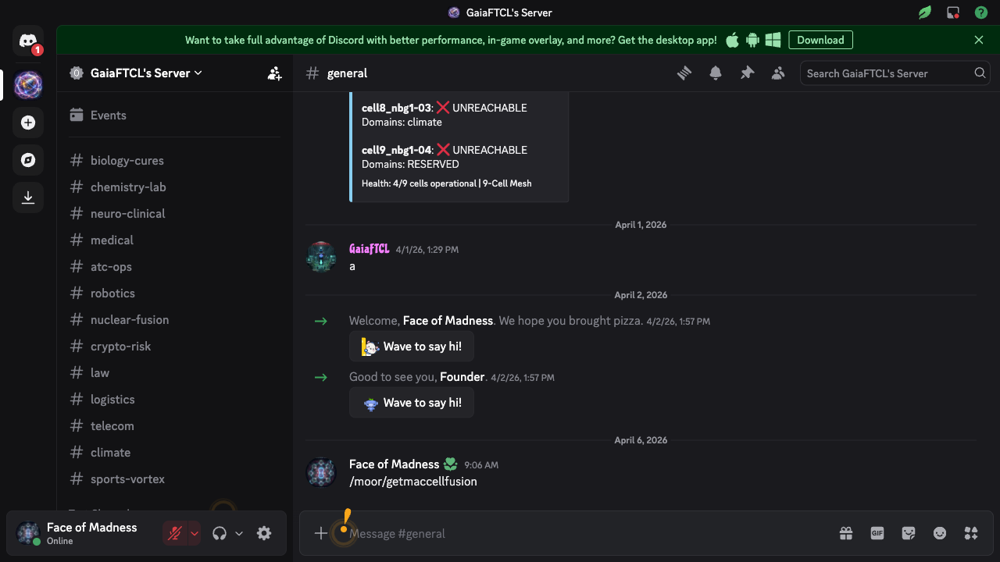 GaiaFTCL's Server
Want to take full advantage of Discord with better performance, in-game overlay, and more? Get the desktop app!
Download
1
GaiaFTCL's Server
general
Search GaiaFTCL's Server
Events
biology-cures
chemistry-lab
neuro-clinical
medical
atc-ops
robotics
nuclear-fusion
crypto-risk
law
logistics
telecom
climate
sports-vortex
Face of Madness
Online
cell8_nbg1-03: ❌ UNREACHABLE
Domains: climate
cell9_nbg1-04: ❌ UNREACHABLE
Domains: RESERVED
Health: 4/9 cells operational | 9-Cell Mesh
April 1, 2026
GaiaFTCL 4/1/26, 1:29 PM
a
April 2, 2026
Welcome, Face of Madness. We hope you brought pizza. 4/2/26, 1:57 PM
Wave to say hi!
Good to see you, Founder. 4/2/26, 1:57 PM
Wave to say hi!
April 6, 2026
Face of Madness 9:06 AM
/moor/getmaccellfusion
Message #general
GIF